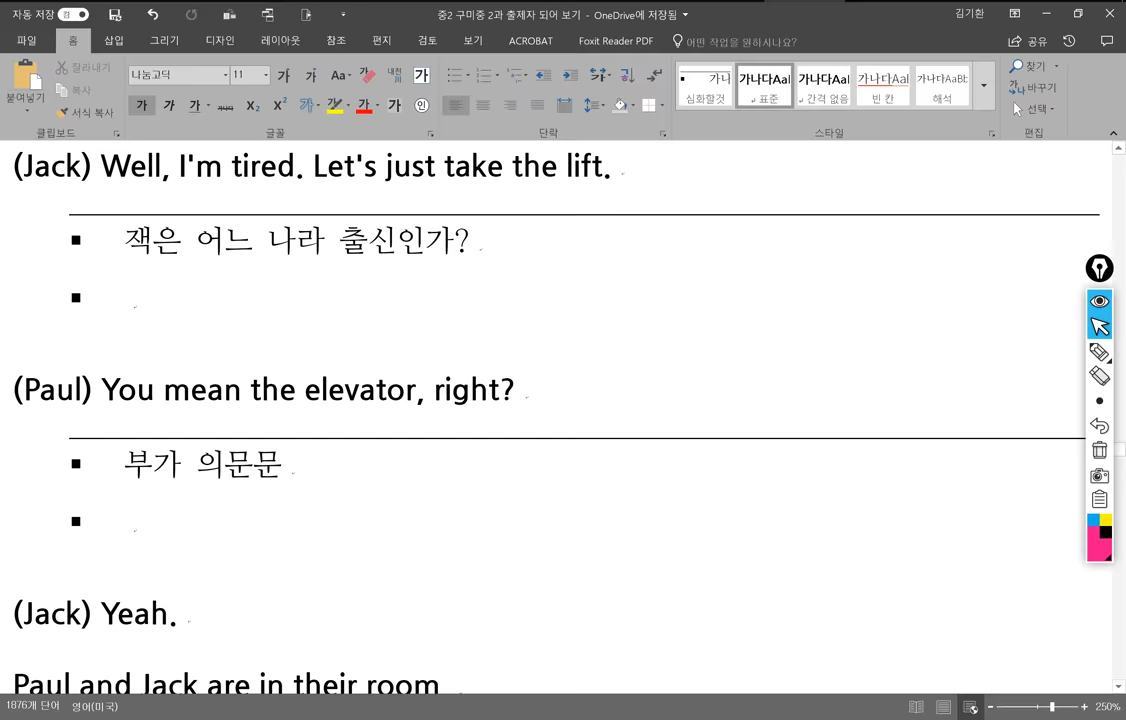 자동 저장 컴 중2 구미중 2과 출제자 되어 보기 - OneDrive에 저장됨 김기환
파일 홈 삽입 그리기 디자인 레이아웃 참조 편지 검토 보기 ACROBAT Foxit Reader PDF 어떤 작업을 원하시나요? 공유
붙여넣기 잘라내기 복사 서식 복사 클립보드
나눔고딕 11 글꼴
단락
가나 심화할것 가나다Aal 표준 가나다Aal 간격 없음 가나다Aal 빈 칸 가나다AaBb 해석 스타일
찾기 바꾸기 선택 편집
(Jack) Well, I'm tired. Let's just take the lift.
■ 잭은 어느 나라 출신인가?
■
(Paul) You mean the elevator, right?
■ 부가 의문문
■
(Jack) Yeah.
Paul and Jack are in their room
1876개 단어 영어(미국) 250%